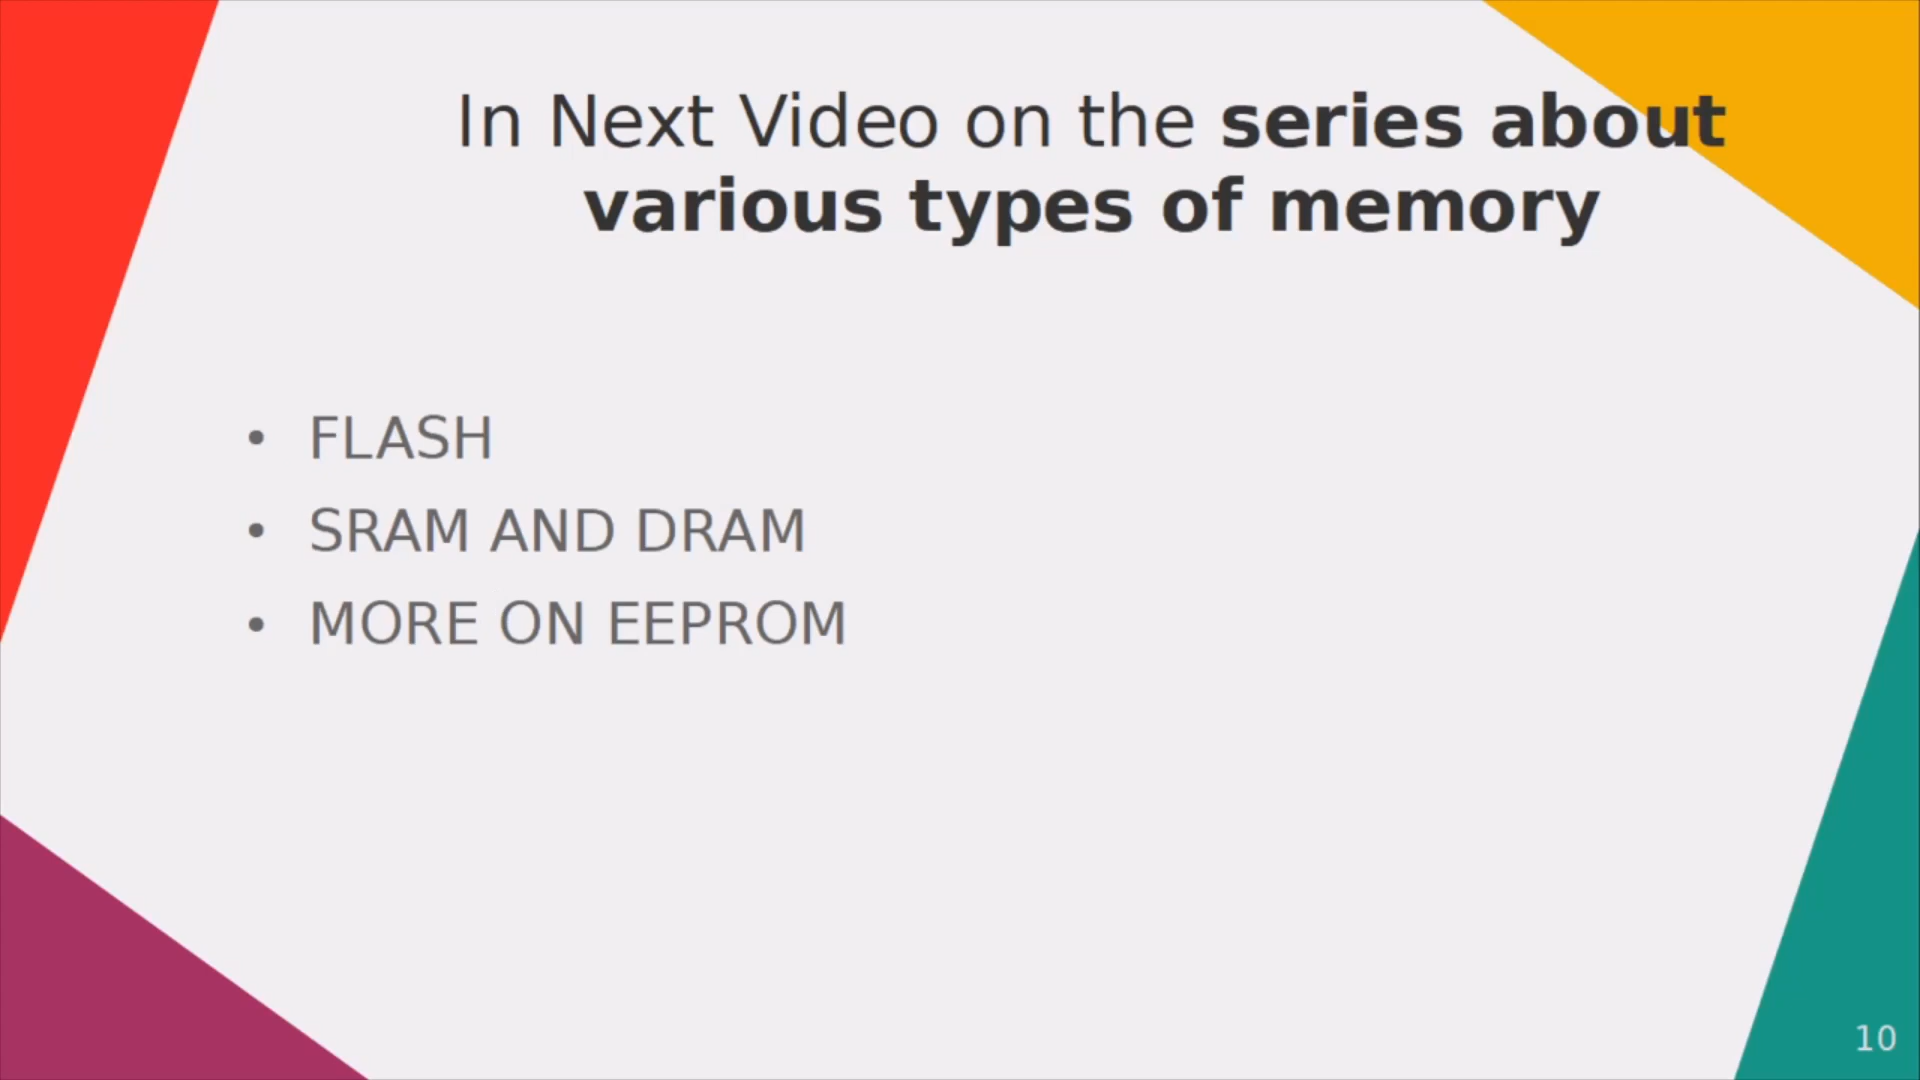 In Next Video on the series about
various types of memory
• FLASH
• SRAM AND DRAM
• MORE ON EEPROM
10